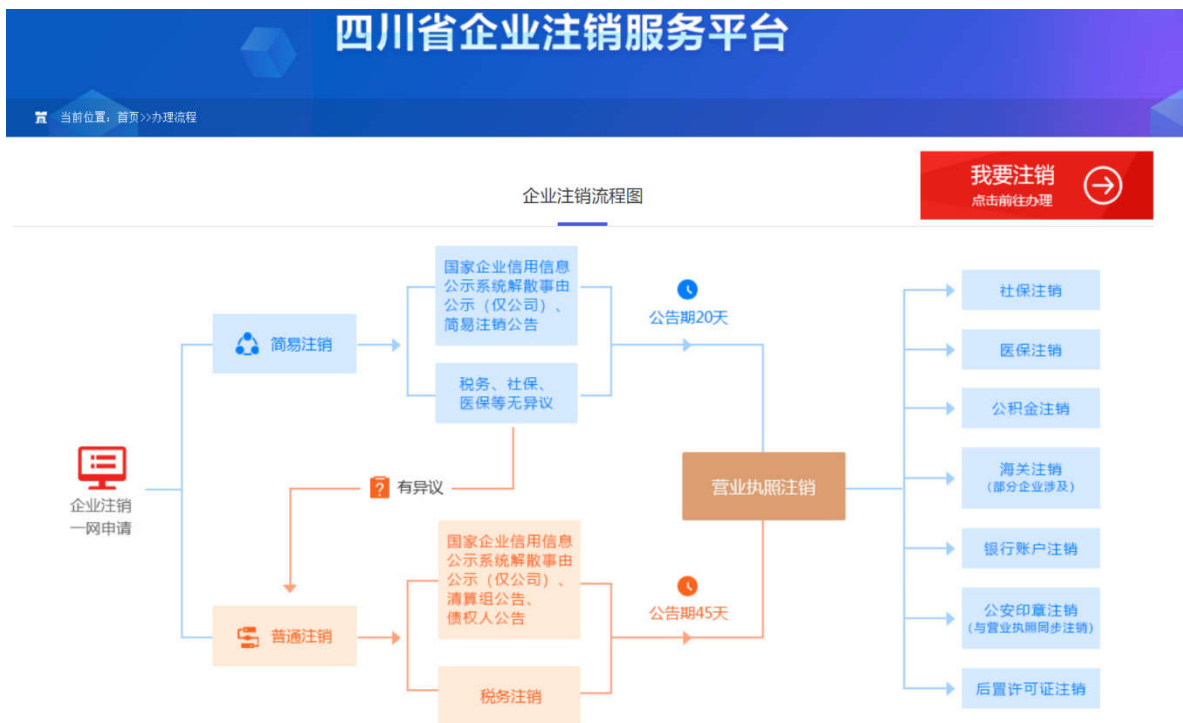 四川省企业注销服务平台
当前位置：首页>>办理流程
我要注销
点击前往办理
企业注销流程图
国家企业信用信息
公示系统解散事由
公示（仅公司）、
简易注销公告
公告期20天
简易注销
税务、社保、
医保等无异议
有异议
企业注销
一网申请
营业执照注销
国家企业信用信息
公示系统解散事由
公示（仅公司）、
清算组公告、
债权人公告
公告期45天
普通注销
税务注销
社保注销
医保注销
公积金注销
海关注销
（部分企业涉及）
银行账户注销
公安印章注销
(与营业执照同步注销)
后置许可证注销